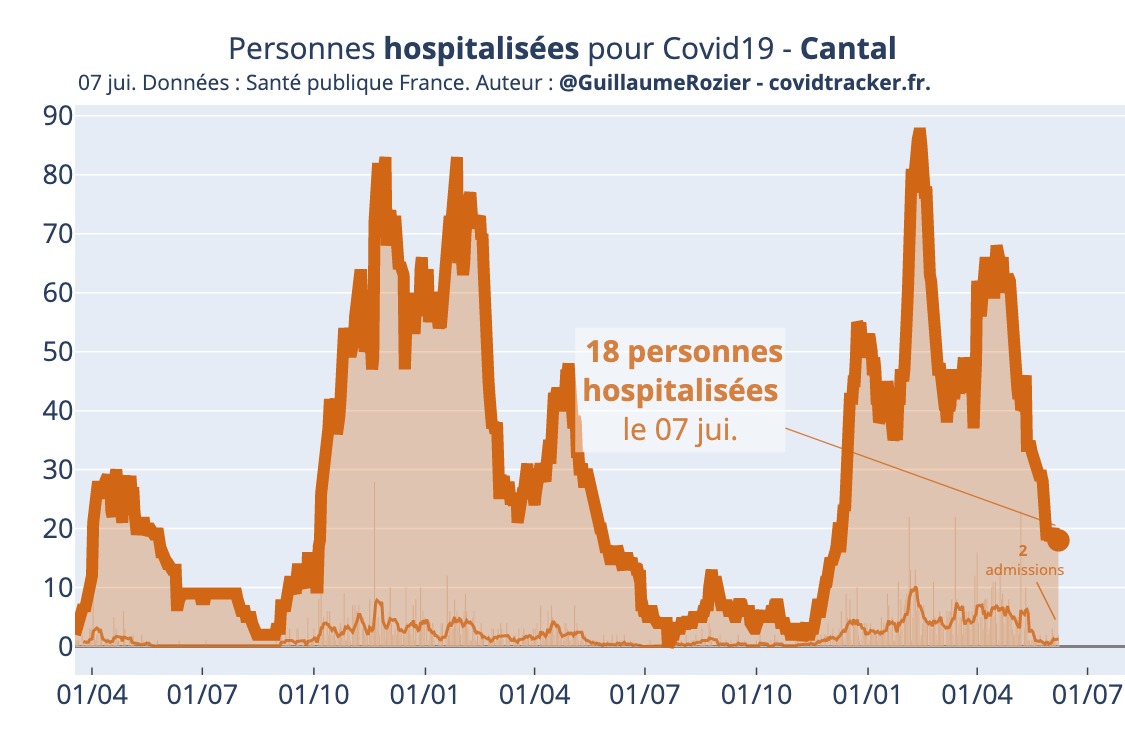 Personnes hospitalisées pour Covid19 - Cantal
07 jui. Données : Santé publique France. Auteur : @GuillaumeRozier - covidtracker.fr.
90
80
70
60
50
40
30
20
10
0
18 personnes
hospitalisées
le 07 jui.
2
admissions
01/04 01/07 01/10 01/01 01/04 01/07 01/10 01/01 01/04 01/07